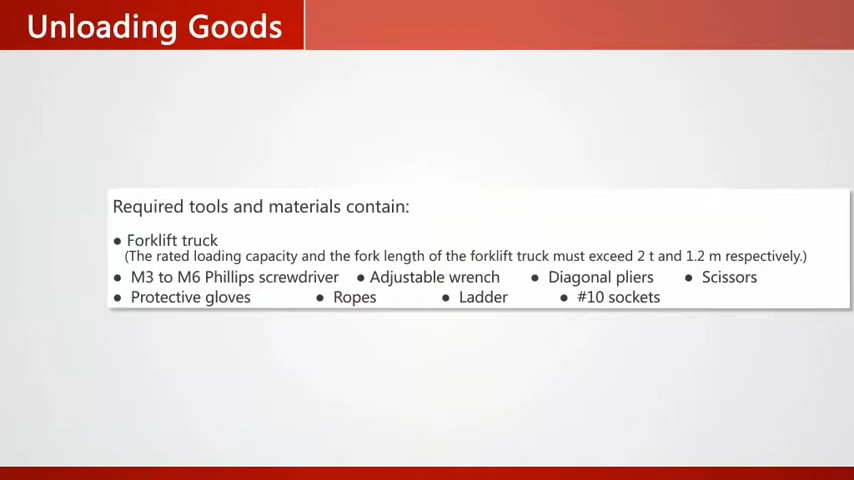 Unloading Goods
Required tools and materials contain:
● Forklift truck
(The rated loading capacity and the fork length of the forklift truck must exceed 2 t and 1.2 m respectively.)
● M3 to M6 Phillips screwdriver ● Adjustable wrench ● Diagonal pliers ● Scissors
● Protective gloves ● Ropes ● Ladder ● #10 sockets